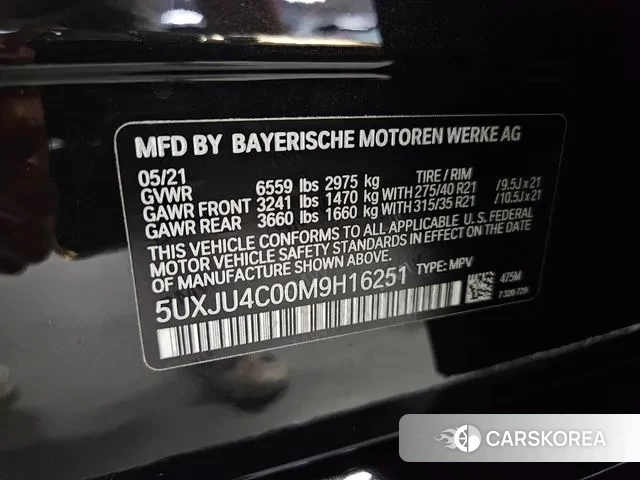 MFD BY BAYERISCHE MOTOREN WERKE AG
05/21 TIRE / RIM
GVWR 6559 lbs 2975 kg
GAWR FRONT 3241 lbs 1470 kg WITH 275/40 R21 /9.5J x 21
GAWR REAR 3660 lbs 1660 kg WITH 315/35 R21 /10.5J x 21
THIS VEHICLE CONFORMS TO ALL APPLICABLE U.S. FEDERAL
MOTOR VEHICLE SAFETY STANDARDS IN EFFECT ON THE
DATE OF MANUFACTURE SHOWN ABOVE.
5UXJU4C00M9H16251 TYPE: MPV
475M
7320729
CARSKOREA